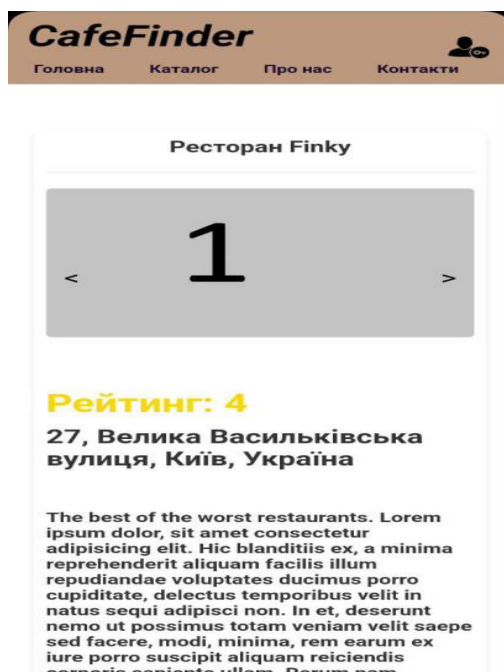 CafeFinder
Головна Каталог Про нас Контакти
Ресторан Finky
< 1 >
Рейтинг: 4
27, Велика Васильківська
вулиця, Київ, Україна
The best of the worst restaurants. Lorem
ipsum dolor, sit amet consectetur
adipisicing elit. Hic blanditiis ex, a minima
reprehenderit aliquam facilis illum
repudiandae voluptates ducimus porro
cupiditate, delectus temporibus velit in
natus sequi adipisci non. In et, deserunt
nemo ut possimus totam veniam velit saepe
sed facere, modi, minima, rem earum ex
iure porro suscipit aliquam reiciendis